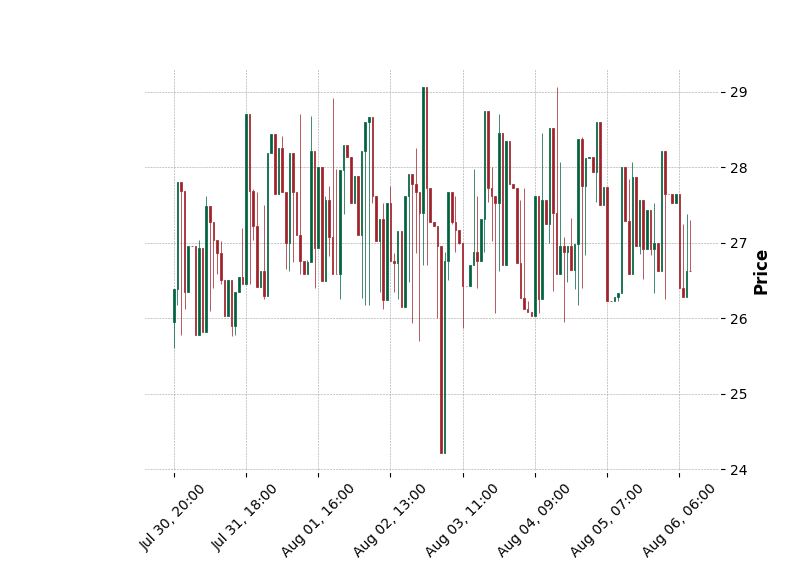 29
28
27
26
25
24
Price
Jul 30, 20:00
Jul 31, 18:00
Aug 01, 16:00
Aug 02, 13:00
Aug 03, 11:00
Aug 04, 09:00
Aug 05, 07:00
Aug 06, 06:00